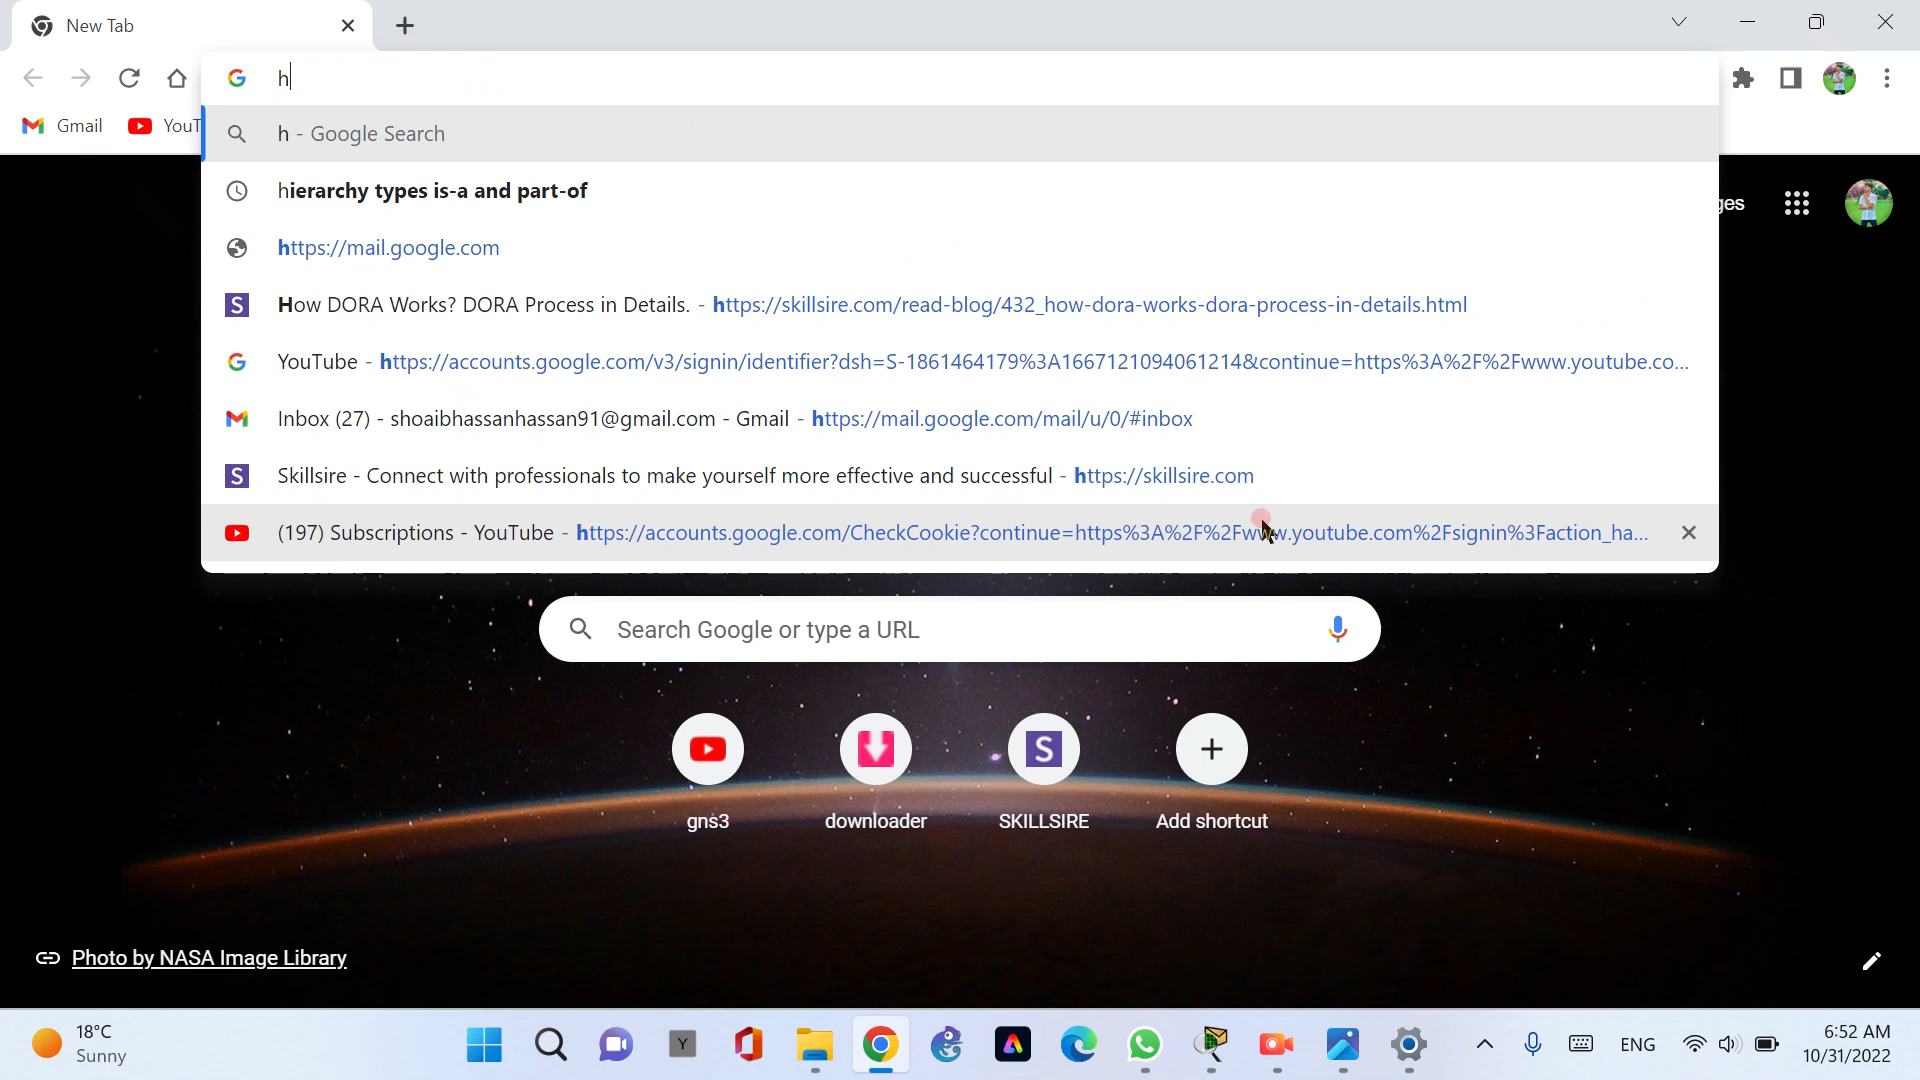 New Tab
h
Gmail YouT
h - Google Search
hierarchy types is-a and part-of
https://mail.google.com
How DORA Works? DORA Process in Details. - https://skillsire.com/read-blog/432_how-dora-works-dora-process-in-details.html
YouTube - https://accounts.google.com/v3/signin/identifier?dsh=S-1861464179%3A1667121094061214&continue=https%3A%2F%2Fwww.youtube.co...
Inbox (27) - shoaibhassanhassan91@gmail.com - Gmail - https://mail.google.com/mail/u/0/#inbox
Skillsire - Connect with professionals to make yourself more effective and successful - https://skillsire.com
(197) Subscriptions - YouTube - https://accounts.google.com/CheckCookie?continue=https%3A%2F%2Fwww.youtube.com%2Fsignin%3Faction_ha...
ges
Search Google or type a URL
gns3 downloader SKILLSIRE Add shortcut
Photo by NASA Image Library
18°C
Sunny
Y
ENG
6:52 AM
10/31/2022